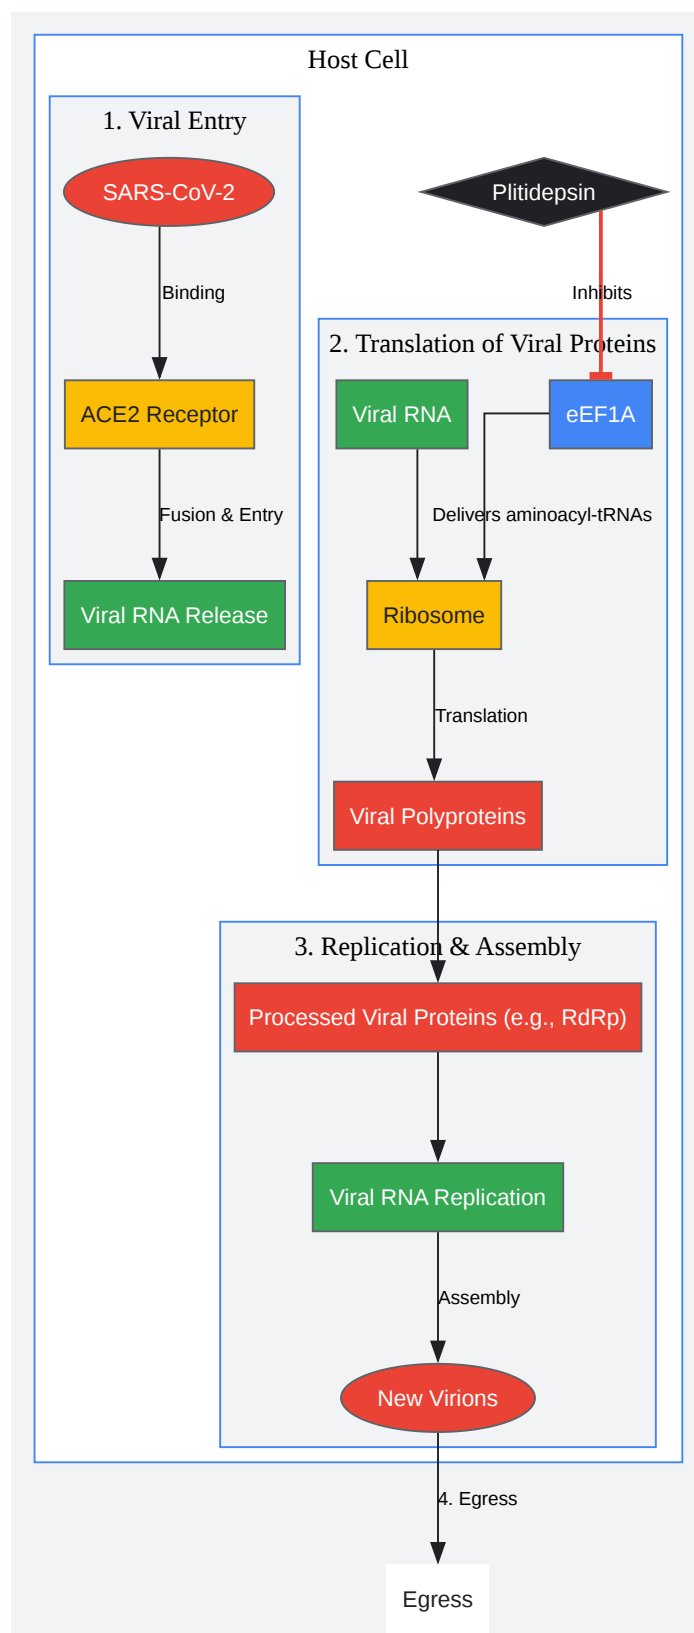 Host Cell
1. Viral Entry
SARS-CoV-2
Binding
ACE2 Receptor
Fusion & Entry
Viral RNA Release
Plitidepsin
Inhibits
2. Translation of Viral Proteins
Viral RNA
eEF1A
Delivers aminoacyl-tRNAs
Ribosome
Translation
Viral Polyproteins
3. Replication & Assembly
Processed Viral Proteins (e.g., RdRp)
Viral RNA Replication
Assembly
New Virions
4. Egress
Egress